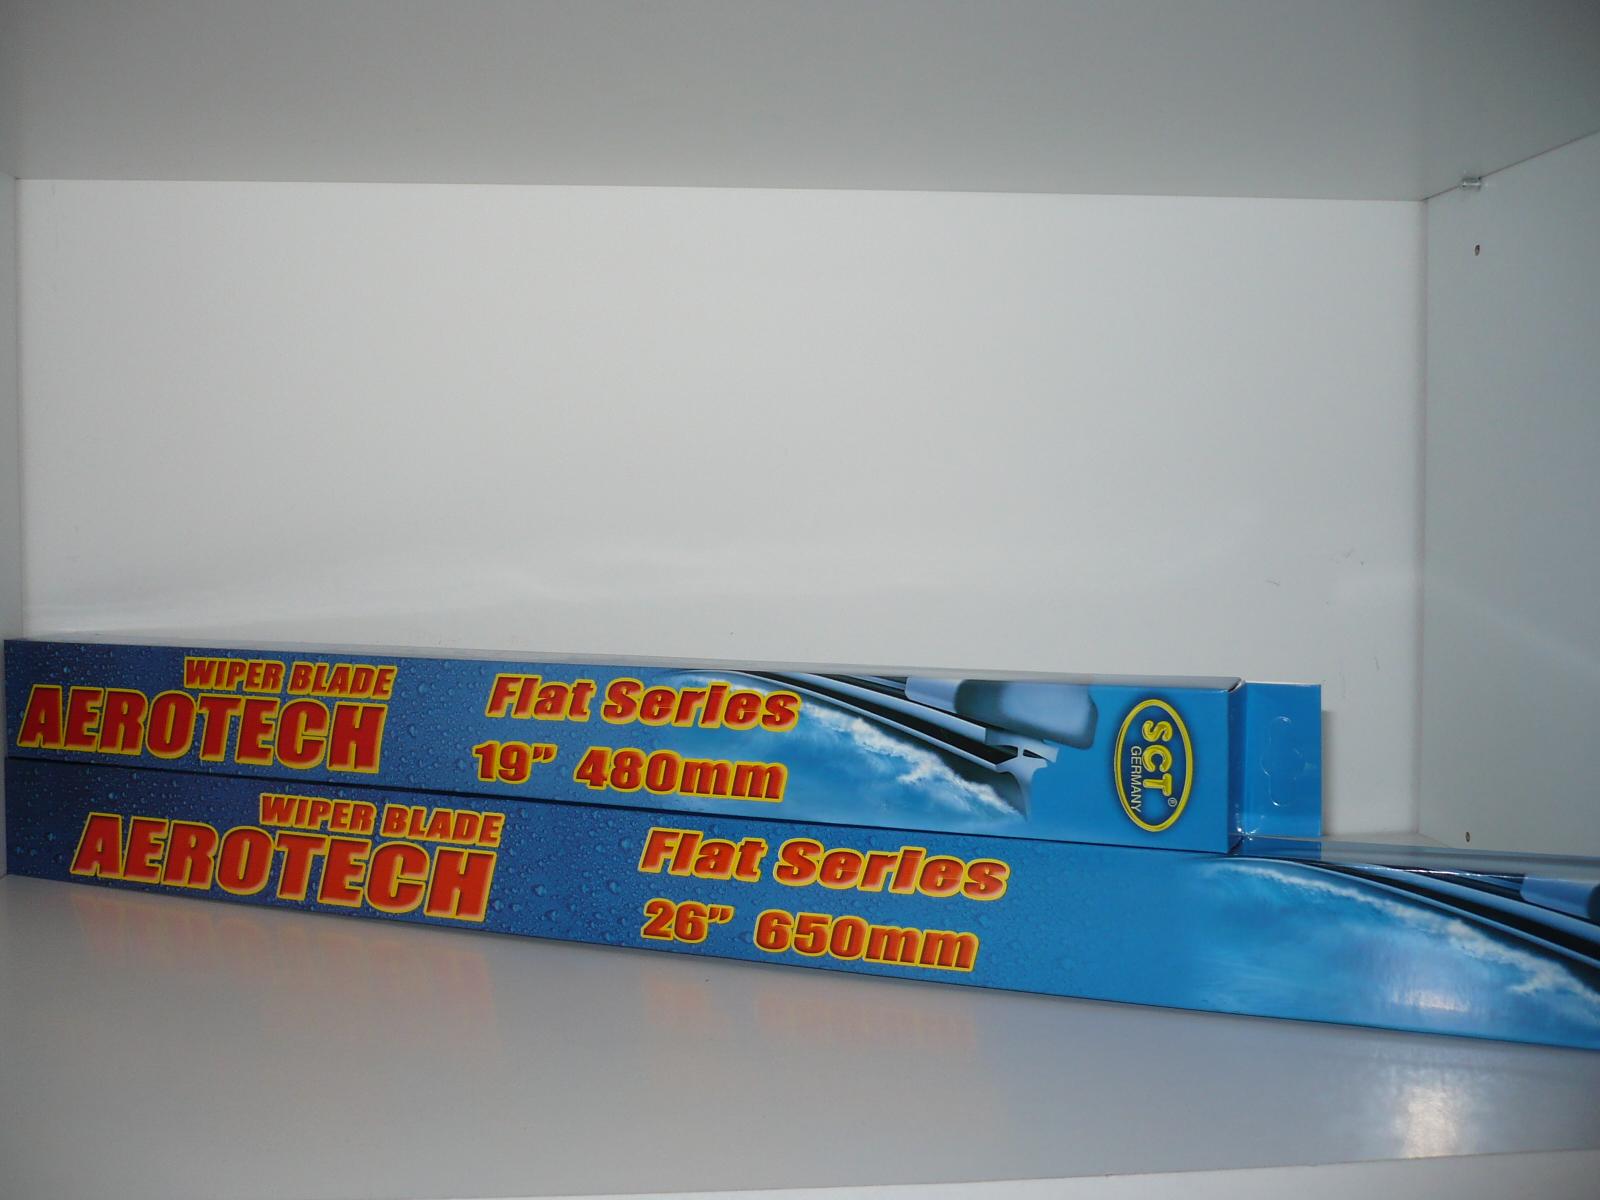 WIPER BLADE
AEROTECH
Flat Series
19" 480mm
SCT®
GERMANY
WIPER BLADE
AEROTECH
Flat Series
26" 650mm